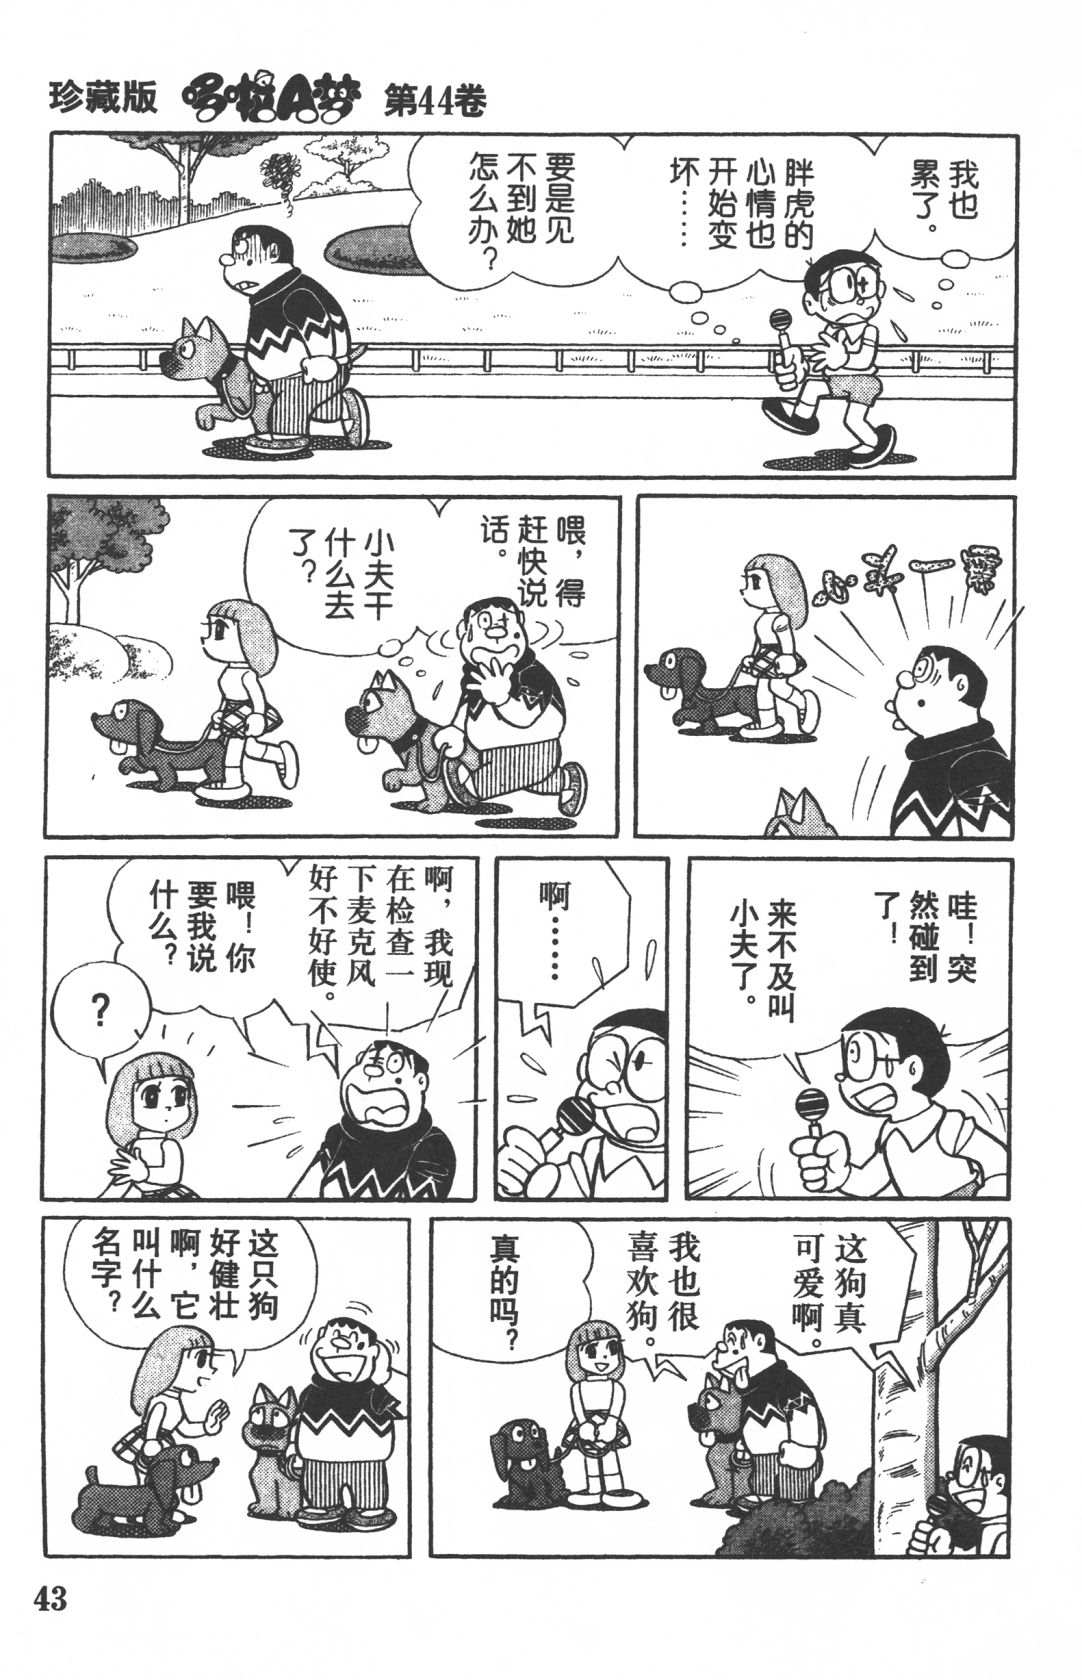 珍藏版 哆啦A梦 第44卷
我也
累了。
胖虎的
心情也
开始变
坏……
要是见
不到她
怎么办？
小夫一露
喂，得
赶快说
话。
小夫干
什么去
了？
哇！突
然碰到
了！
来不及叫
小夫了。
啊……
啊，我现
在检查一
下麦克风
好不好使。
喂！你
要我说
什么？
？
这狗真
可爱啊。
我也很
喜欢狗。
真的吗？
这只狗
好健壮
啊，它
叫什么
名字？
43